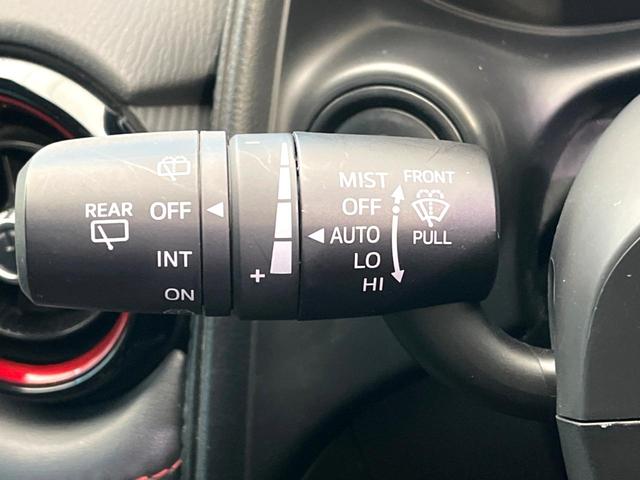 REAR
OFF
INT
ON
−
+
MIST
OFF
AUTO
LO
HI
FRONT
PULL